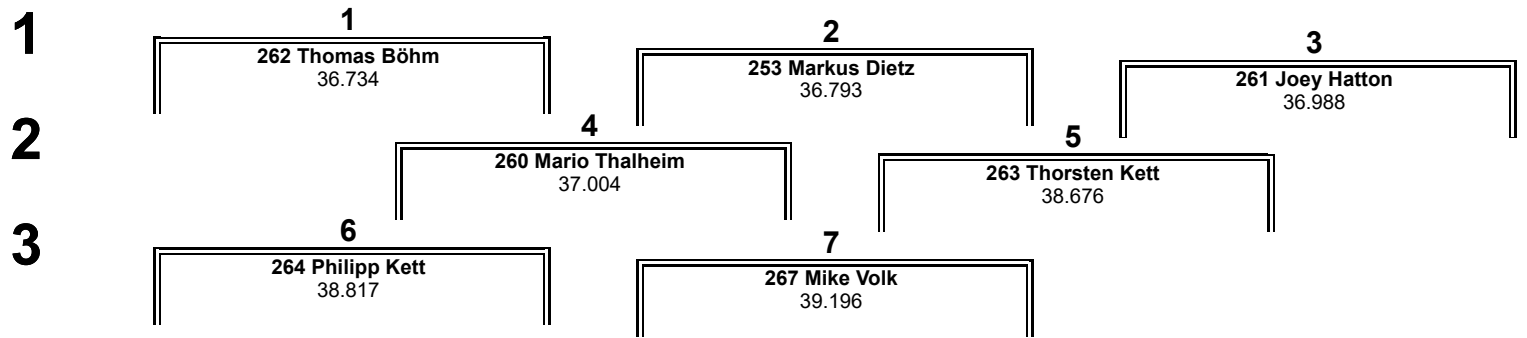 1
1
262 Thomas Böhm
36.734
2
253 Markus Dietz
36.793
3
261 Joey Hatton
36.988
2
4
260 Mario Thalheim
37.004
5
263 Thorsten Kett
38.676
3
6
264 Philipp Kett
38.817
7
267 Mike Volk
39.196